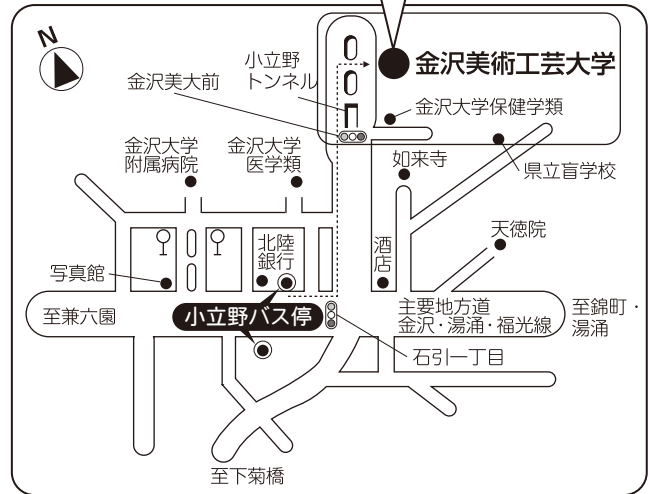 N
金沢美術工芸大学
小立野
トンネル
金沢美大前
金沢大学保健学類
金沢大学
附属病院
金沢大学
医学類
如来寺
県立盲学校
天徳院
北陸
銀行
酒
店
写真館
至兼六園
小立野バス停
主要地方道
金沢・湯涌・福光線
至錦町・
湯涌
石引一丁目
至下菊橋